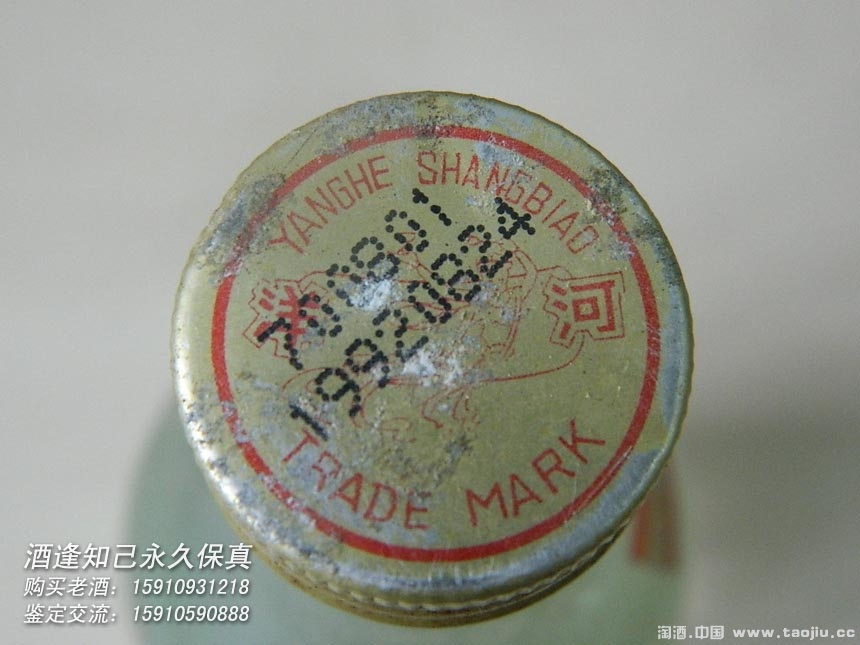 YANGHE SHANGBIAO
洋 河
19920624
TRADE MARK
酒逢知己永久保真
购买老酒：15910931218
鉴定交流：15910590888
淘酒.中国 www.taojiu.cc